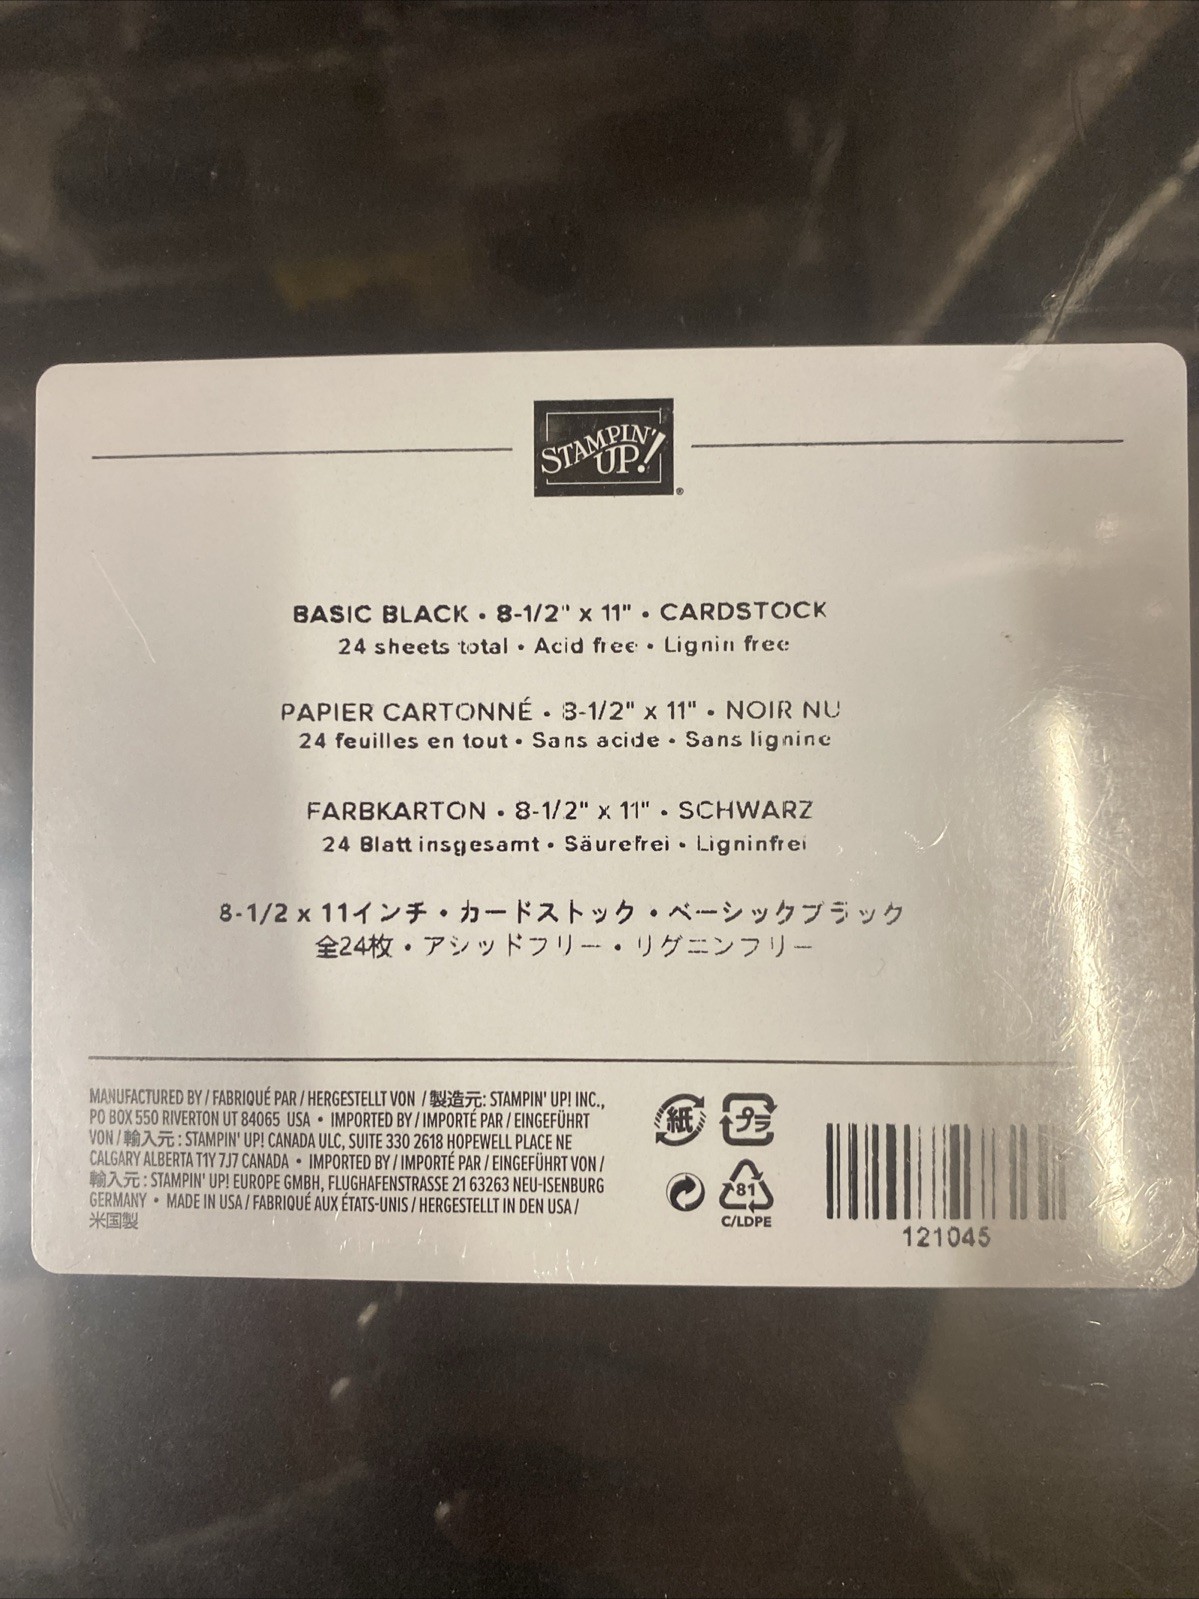 STAMPIN' UP!®
BASIC BLACK • 8-1/2" x 11" • CARDSTOCK
24 sheets total • Acid free • Lignin free
PAPIER CARTONNÉ • 8-1/2" x 11" • NOIR NU
24 feuilles en tout • Sans acide • Sans lignine
FARBKARTON • 8-1/2" x 11" • SCHWARZ
24 Blatt insgesamt • Säurefrei • Ligninfrei
8-1/2 x 11インチ・カードストック・ベーシックブラック
全24枚・アシッドフリー・リグニンフリー
MANUFACTURED BY / FABRIQUÉ PAR / HERGESTELLT VON / 製造元: STAMPIN' UP! INC.,
PO BOX 550 RIVERTON UT 84065 USA • IMPORTED BY / IMPORTÉ PAR / EINGEFÜHRT
VON / 輸入元: STAMPIN' UP! CANADA ULC, SUITE 330 2618 HOPEWELL PLACE NE
CALGARY ALBERTA T1Y 7J7 CANADA • IMPORTED BY / IMPORTÉ PAR / EINGEFÜHRT VON /
輸入元: STAMPIN' UP! EUROPE GMBH, FLUGHAFENSTRASSE 21 63263 NEU-ISENBURG
GERMANY • MADE IN USA / FABRIQUÉ AUX ÉTATS-UNIS / HERGESTELLT IN DEN USA /
米国製
紙
プラ
81
C/LDPE
121045